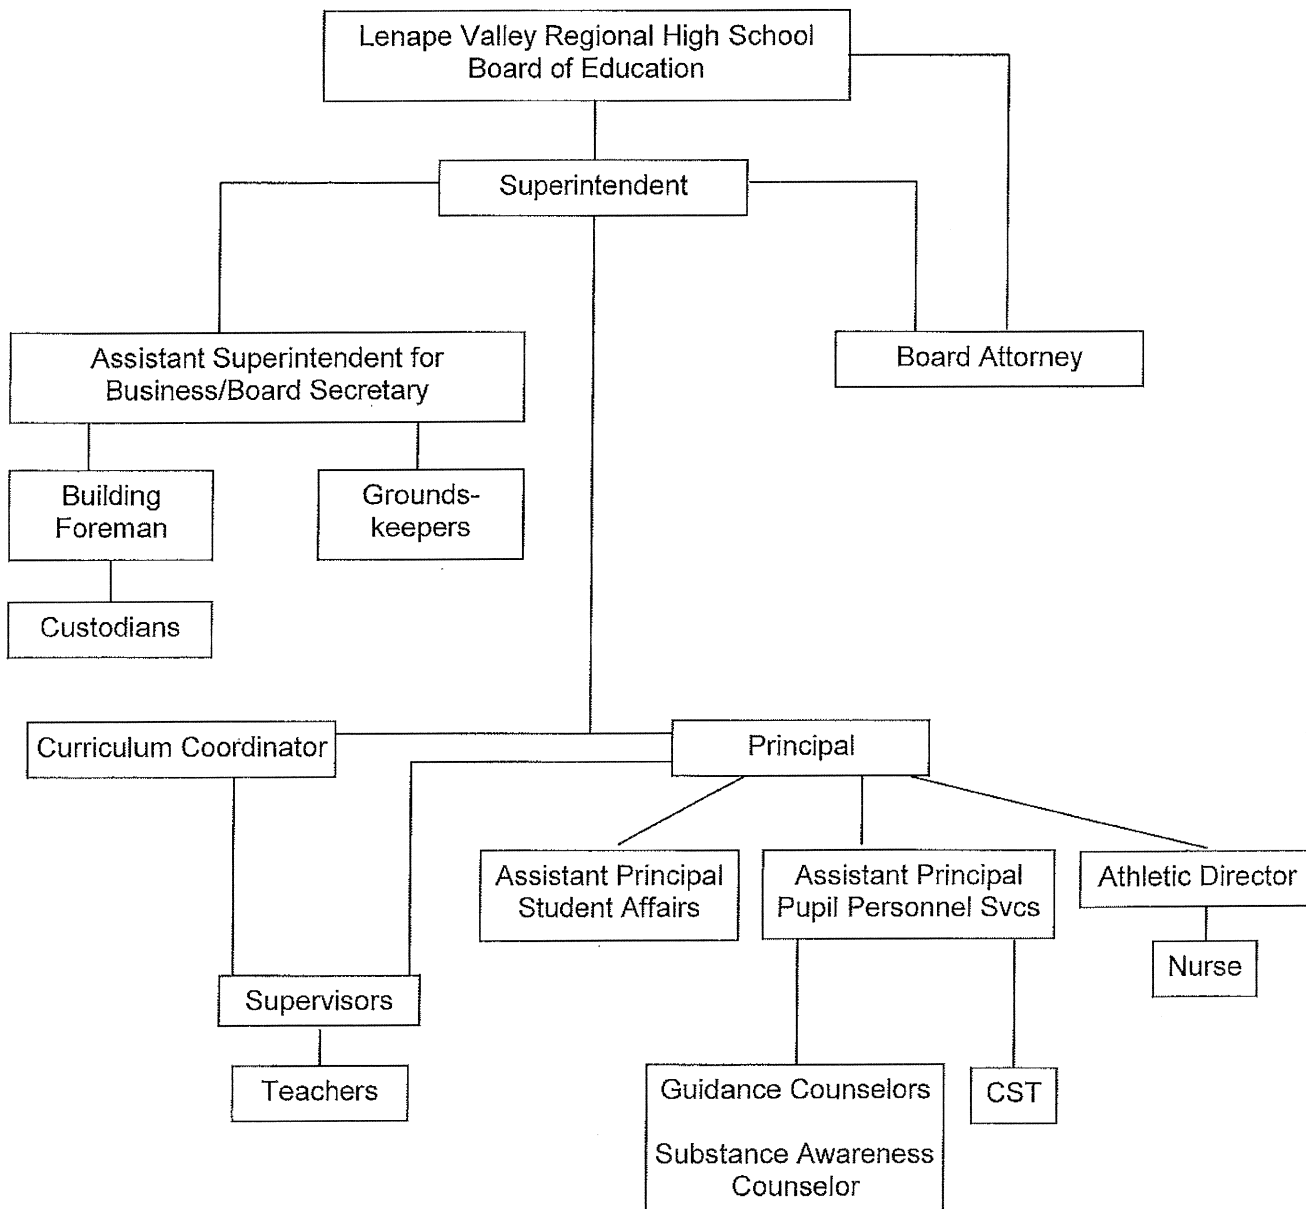 Lenape Valley Regional High School
Board of Education
Superintendent
Assistant Superintendent for
Business/Board Secretary
Board Attorney
Building
Foreman
Grounds-
keepers
Custodians
Curriculum Coordinator
Principal
Assistant Principal
Student Affairs
Assistant Principal
Pupil Personnel Svcs
Athletic Director
Nurse
Supervisors
Teachers
Guidance Counselors
Substance Awareness
Counselor
CST